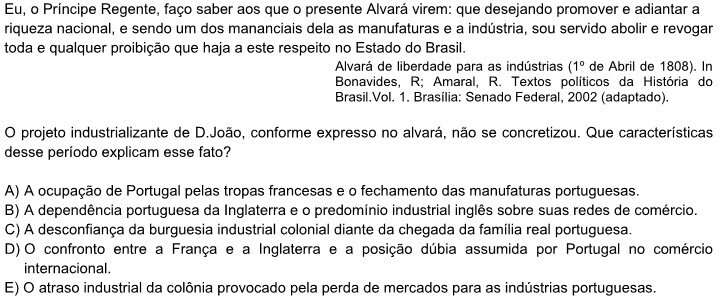 Eu, o Príncipe Regente, faço saber aos que o presente Alvará virem: que desejando promover e adiantar a
riqueza nacional, e sendo um dos mananciais dela as manufaturas e a indústria, sou servido abolir e revogar
toda e qualquer proibição que haja a este respeito no Estado do Brasil.
Alvará de liberdade para as indústrias (1º de Abril de 1808). In
Bonavides, R; Amaral, R. Textos políticos da História do
Brasil.Vol. 1. Brasília: Senado Federal, 2002 (adaptado).
O projeto industrializante de D.João, conforme expresso no alvará, não se concretizou. Que características
desse período explicam esse fato?
A) A ocupação de Portugal pelas tropas francesas e o fechamento das manufaturas portuguesas.
B) A dependência portuguesa da Inglaterra e o predomínio industrial inglês sobre suas redes de comércio.
C) A desconfiança da burguesia industrial colonial diante da chegada da família real portuguesa.
D) O confronto entre a França e a Inglaterra e a posição dúbia assumida por Portugal no comércio
internacional.
E) O atraso industrial da colônia provocado pela perda de mercados para as indústrias portuguesas.